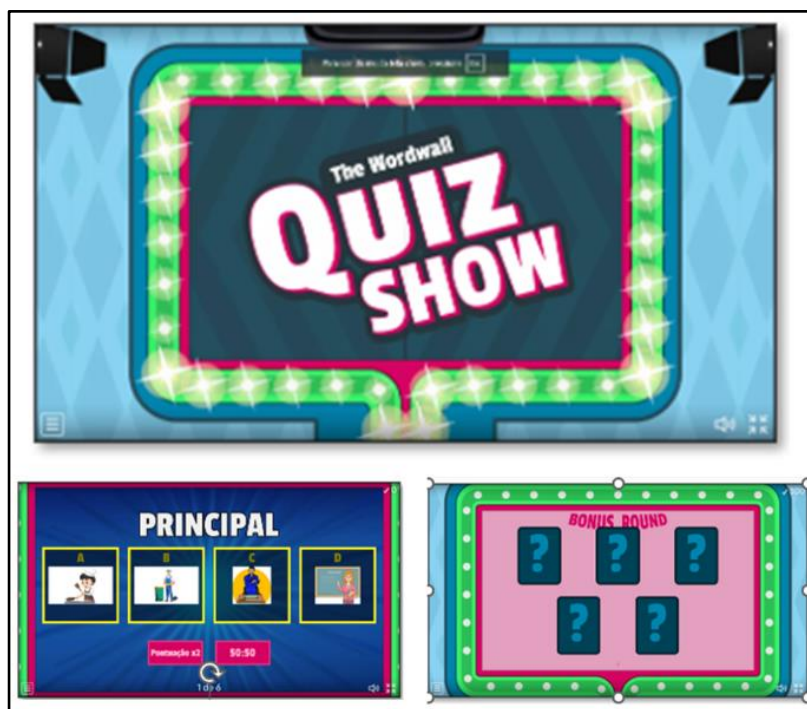 The Wordwall
QUIZ
SHOW
PRINCIPAL
A B C D
Pontuação x2 50:50
1 de 6
BONUS ROUND
? ? ?
? ?